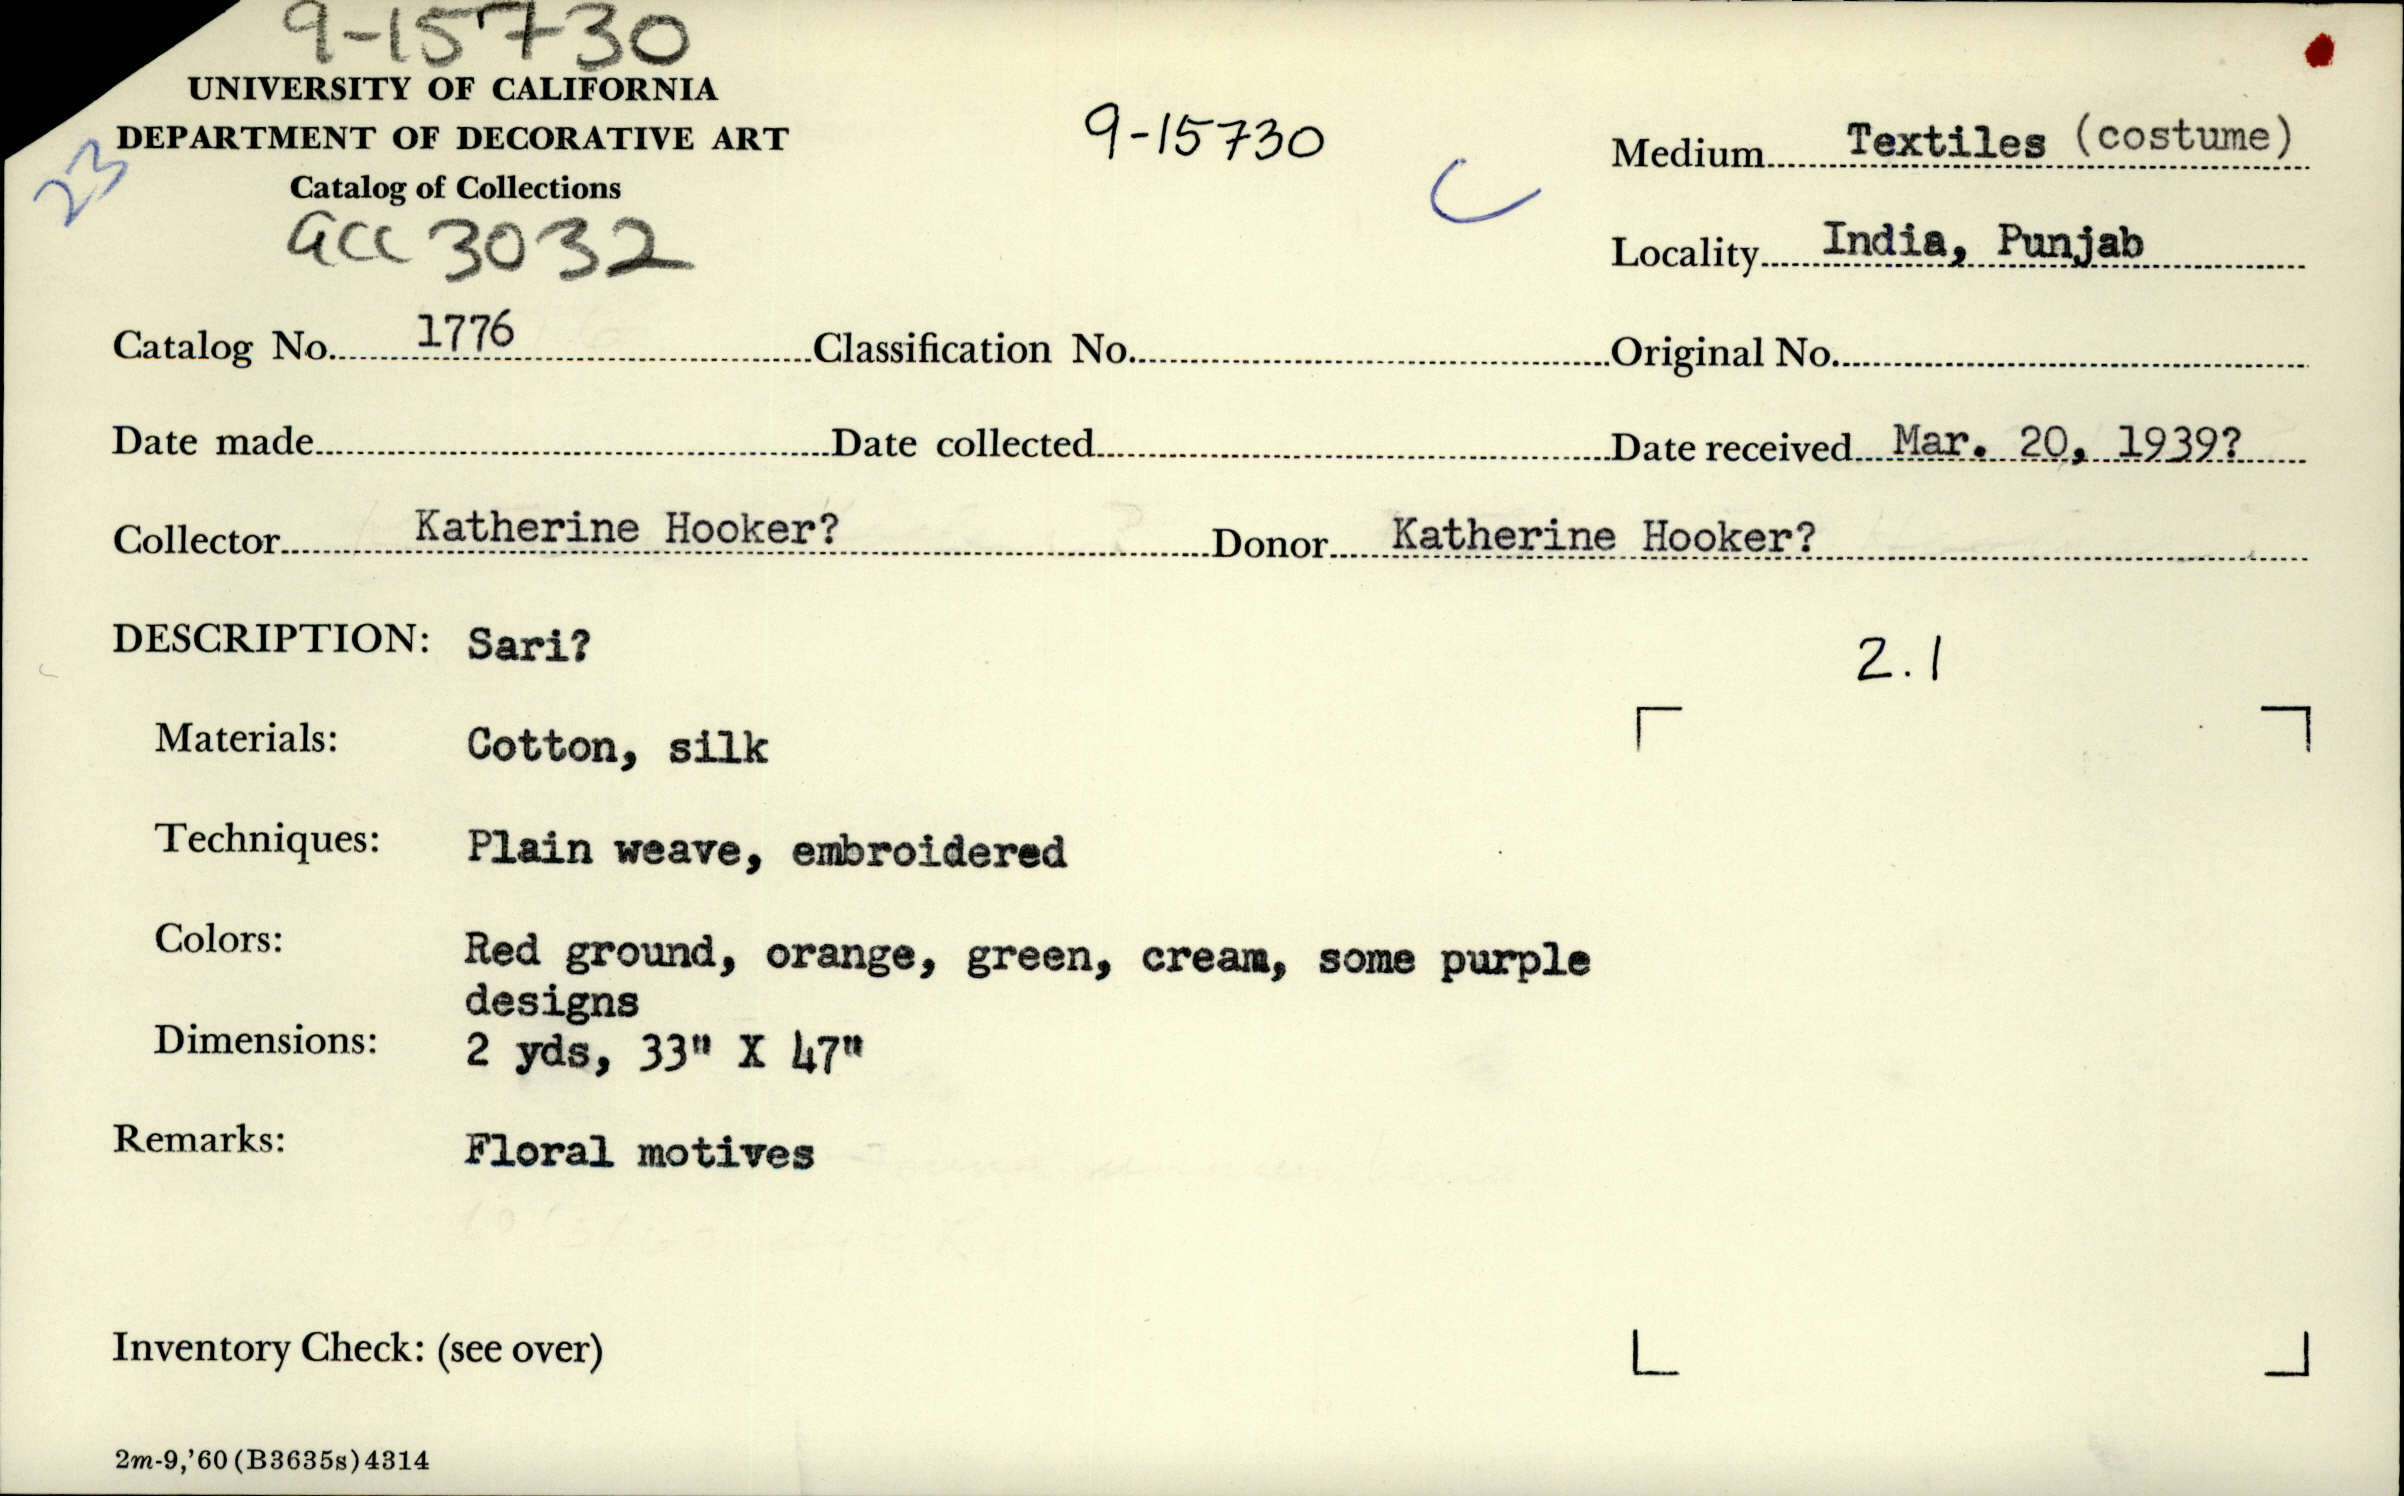 9-15730
UNIVERSITY OF CALIFORNIA
DEPARTMENT OF DECORATIVE ART
Catalog of Collections
23
acc 3032
9-15730
C
Medium Textiles (costume)
Locality India, Punjab
Catalog No. 1776 Classification No. Original No.
Date made Date collected Date received Mar. 20, 1939?
Collector Katherine Hooker? Donor Katherine Hooker?
DESCRIPTION: Sari?
2.1
Materials: Cotton, silk
Techniques: Plain weave, embroidered
Colors: Red ground, orange, green, cream, some purple
designs
Dimensions: 2 yds, 33" X 47"
Remarks: Floral motives
Inventory Check: (see over)
2m-9,'60(B3635s)4314